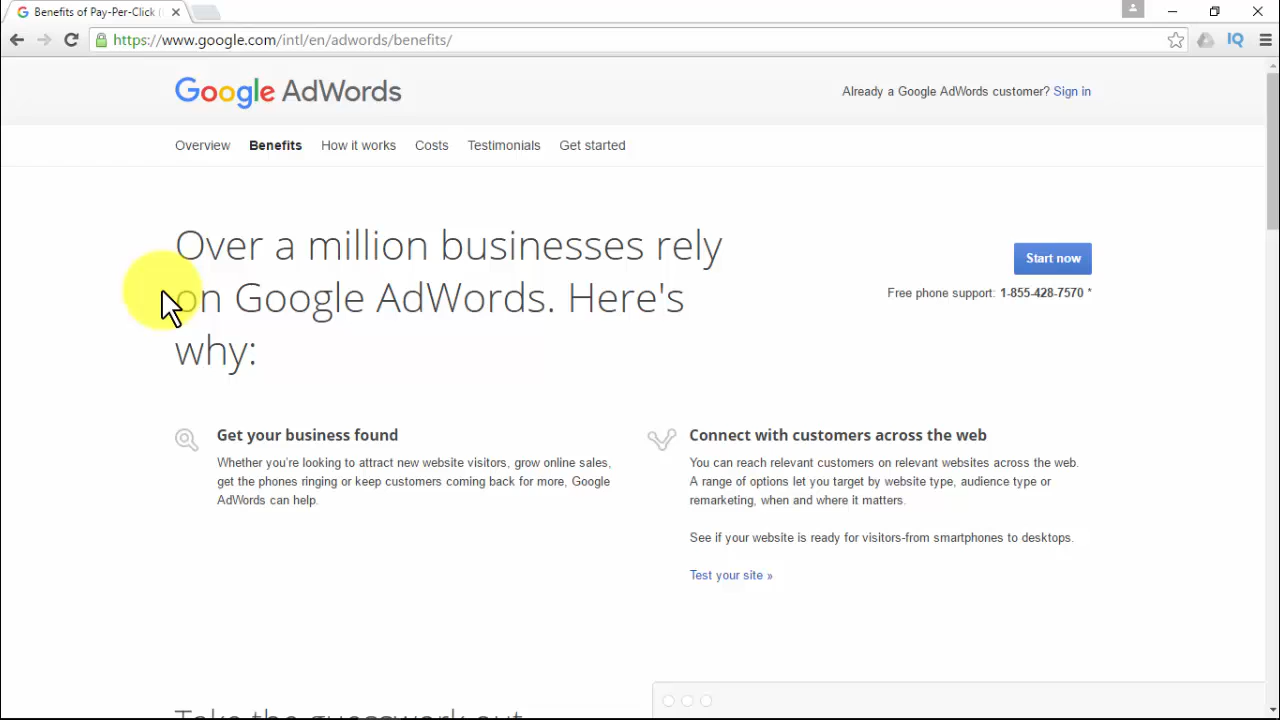 Benefits of Pay-Per-Click (
https://www.google.com/intl/en/adwords/benefits/
IQ
Google AdWords
Already a Google AdWords customer? Sign in
Overview Benefits How it works Costs Testimonials Get started
Over a million businesses rely
on Google AdWords. Here's
why:
Start now
Free phone support: 1-855-428-7570 *
Get your business found
Whether you're looking to attract new website visitors, grow online sales,
get the phones ringing or keep customers coming back for more, Google
AdWords can help.
Connect with customers across the web
You can reach relevant customers on relevant websites across the web.
A range of options let you target by website type, audience type or
remarketing, when and where it matters.
See if your website is ready for visitors-from smartphones to desktops.
Test your site »
Take the guesswork out